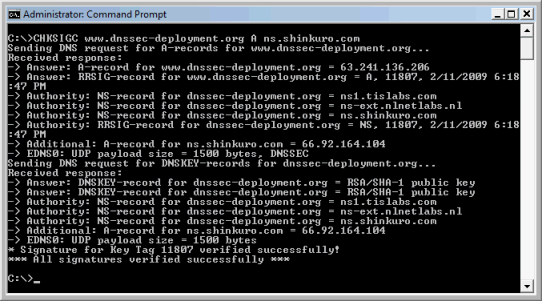 Administrator: Command Prompt
C:\>CHKSIGC www.dnssec-deployment.org A ns.shinkuro.com
Sending DNS request for A-records for www.dnssec-deployment.org...
Received response:
-> Answer: A-record for www.dnssec-deployment.org = 63.241.136.206
-> Answer: RRSIG-record for www.dnssec-deployment.org = A, 11807, 2/11/2009 6:18
:47 PM
-> Authority: NS-record for dnssec-deployment.org = ns1.tislabs.com
-> Authority: NS-record for dnssec-deployment.org = ns-ext.nlnetlabs.nl
-> Authority: NS-record for dnssec-deployment.org = ns.shinkuro.com
-> Authority: RRSIG-record for dnssec-deployment.org = NS, 11807, 2/11/2009 6:18
:47 PM
-> Additional: A-record for ns.shinkuro.com = 66.92.164.104
-> EDNS0: UDP payload size = 1500 bytes, DNSSEC
Sending DNS request for DNSKEY-records for dnssec-deployment.org...
Received response:
-> Answer: DNSKEY-record for dnssec-deployment.org = RSA/SHA-1 public key
-> Answer: DNSKEY-record for dnssec-deployment.org = RSA/SHA-1 public key
-> Authority: NS-record for dnssec-deployment.org = ns1.tislabs.com
-> Authority: NS-record for dnssec-deployment.org = ns-ext.nlnetlabs.nl
-> Authority: NS-record for dnssec-deployment.org = ns.shinkuro.com
-> Additional: A-record for ns.shinkuro.com = 66.92.164.104
-> EDNS0: UDP payload size = 1500 bytes
* Signature for Key Tag 11807 verified successfully!
*** All signatures verified successfully ***
C:\>_